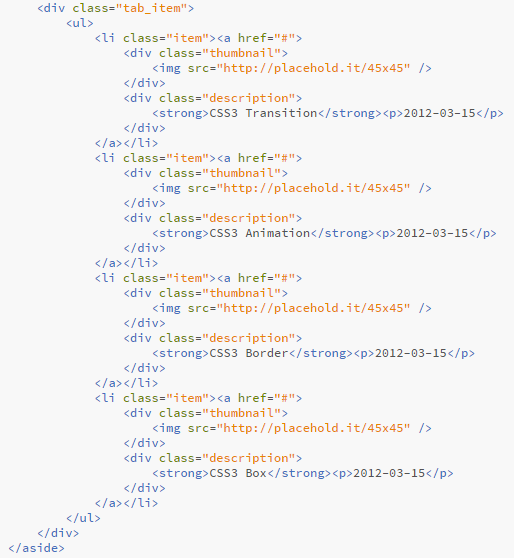 <div class="tab_item">
<ul>
<li class="item"><a href="#">
<div class="thumbnail">
<img src="http://placehold.it/45x45" />
</div>
<div class="description">
<strong>CSS3 Transition</strong><p>2012-03-15</p>
</div>
</a></li>
<li class="item"><a href="#">
<div class="thumbnail">
<img src="http://placehold.it/45x45" />
</div>
<div class="description">
<strong>CSS3 Animation</strong><p>2012-03-15</p>
</div>
</a></li>
<li class="item"><a href="#">
<div class="thumbnail">
<img src="http://placehold.it/45x45" />
</div>
<div class="description">
<strong>CSS3 Border</strong><p>2012-03-15</p>
</div>
</a></li>
<li class="item"><a href="#">
<div class="thumbnail">
<img src="http://placehold.it/45x45" />
</div>
<div class="description">
<strong>CSS3 Box</strong><p>2012-03-15</p>
</div>
</a></li>
</ul>
</div>
</aside>